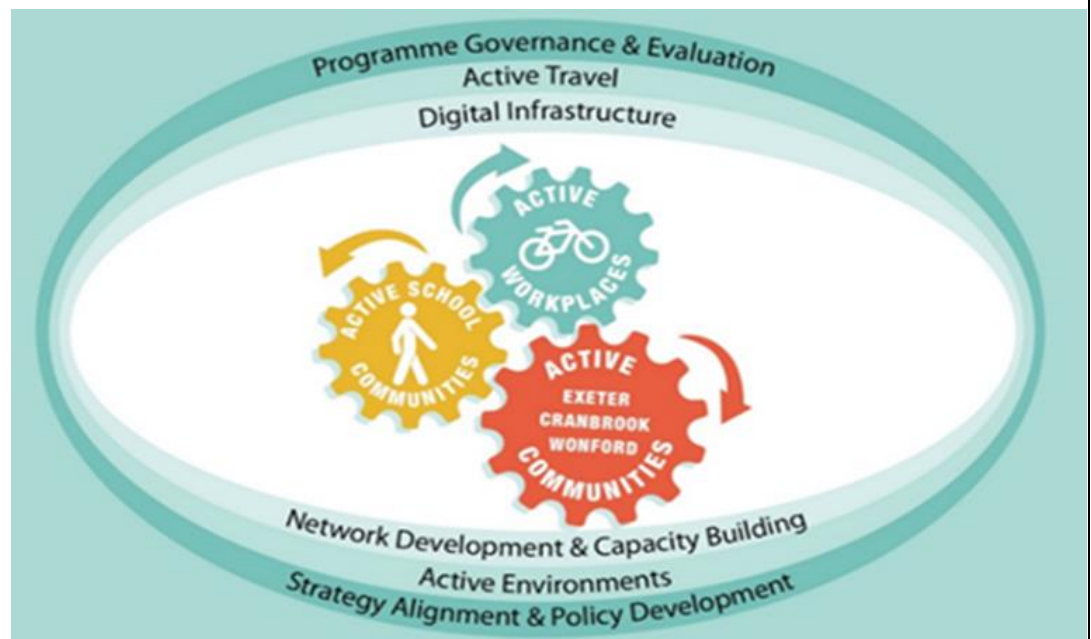 Programme Governance & Evaluation
Active Travel
Digital Infrastructure
ACTIVE
WORKPLACES
ACTIVE SCHOOL
COMMUNITIES
ACTIVE
EXETER
CRANBROOK
WONFORD
COMMUNITIES
Network Development & Capacity Building
Active Environments
Strategy Alignment & Policy Development